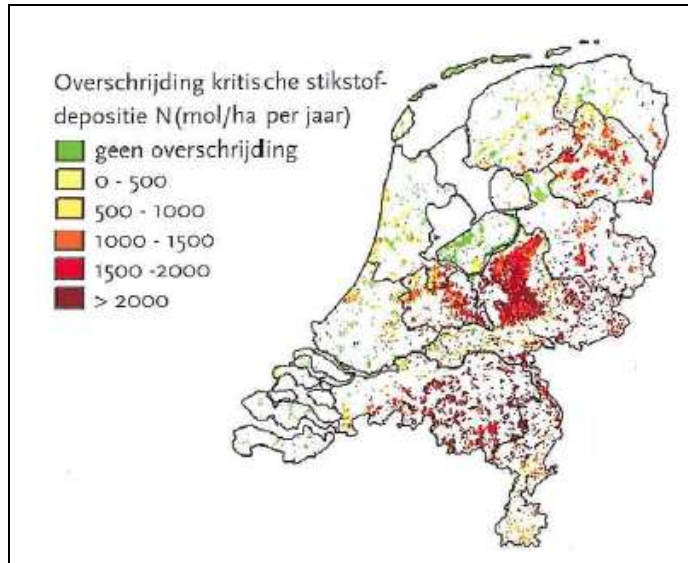 Overschrijding kritische stikstof-
depositie N(mol/ha per jaar)
geen overschrijding
0 - 500
500 - 1000
1000 - 1500
1500 -2000
> 2000